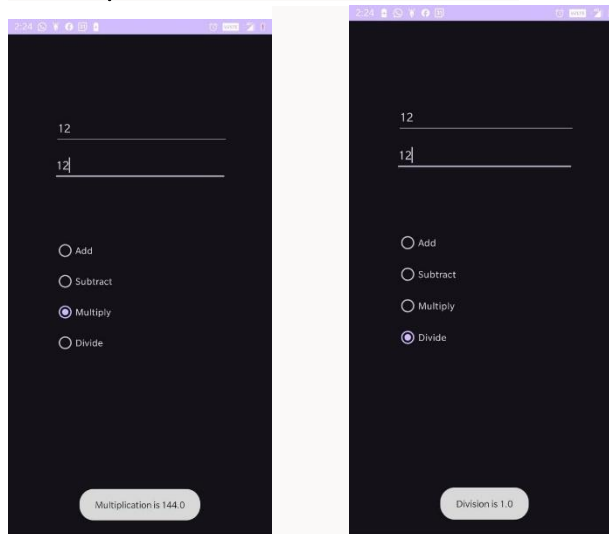 2:24
12
12
Add
Subtract
Multiply
Divide
Multiplication is 144.0
2:24
12
12
Add
Subtract
Multiply
Divide
Division is 1.0